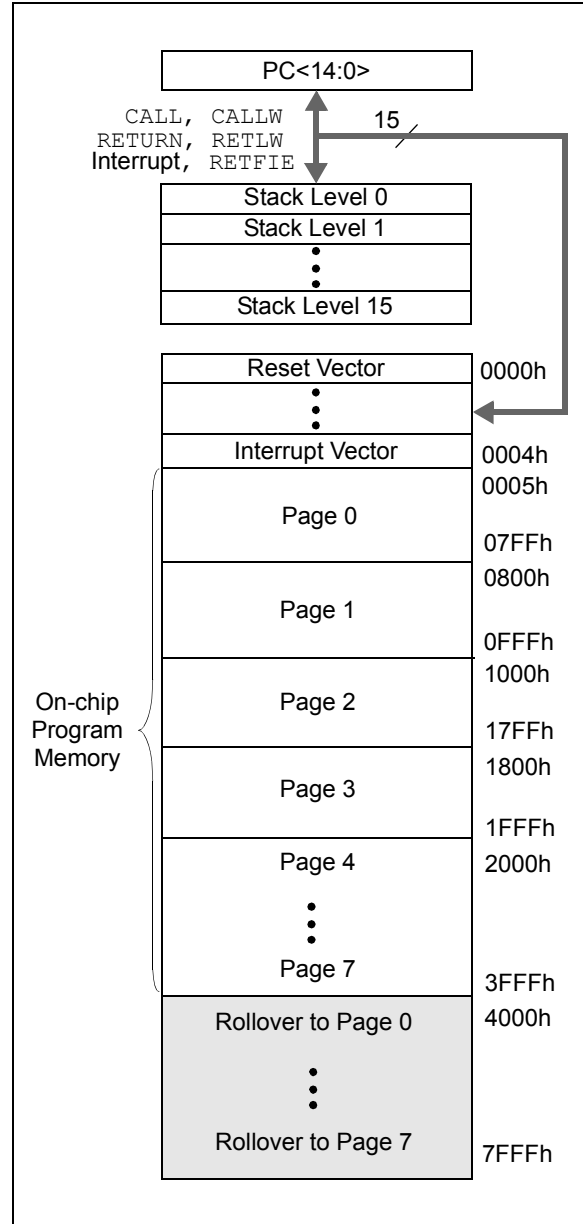 PC<14:0>
CALL, CALLW
RETURN, RETLW
Interrupt, RETFIE
15
Stack Level 0
Stack Level 1
Stack Level 15
Reset Vector
0000h
Interrupt Vector
0004h
0005h
Page 0
07FFh
0800h
Page 1
0FFFh
1000h
Page 2
17FFh
1800h
Page 3
1FFFh
On-chip
Program
Memory
Page 4
2000h
Page 7
3FFFh
Rollover to Page 0
4000h
Rollover to Page 7
7FFFh